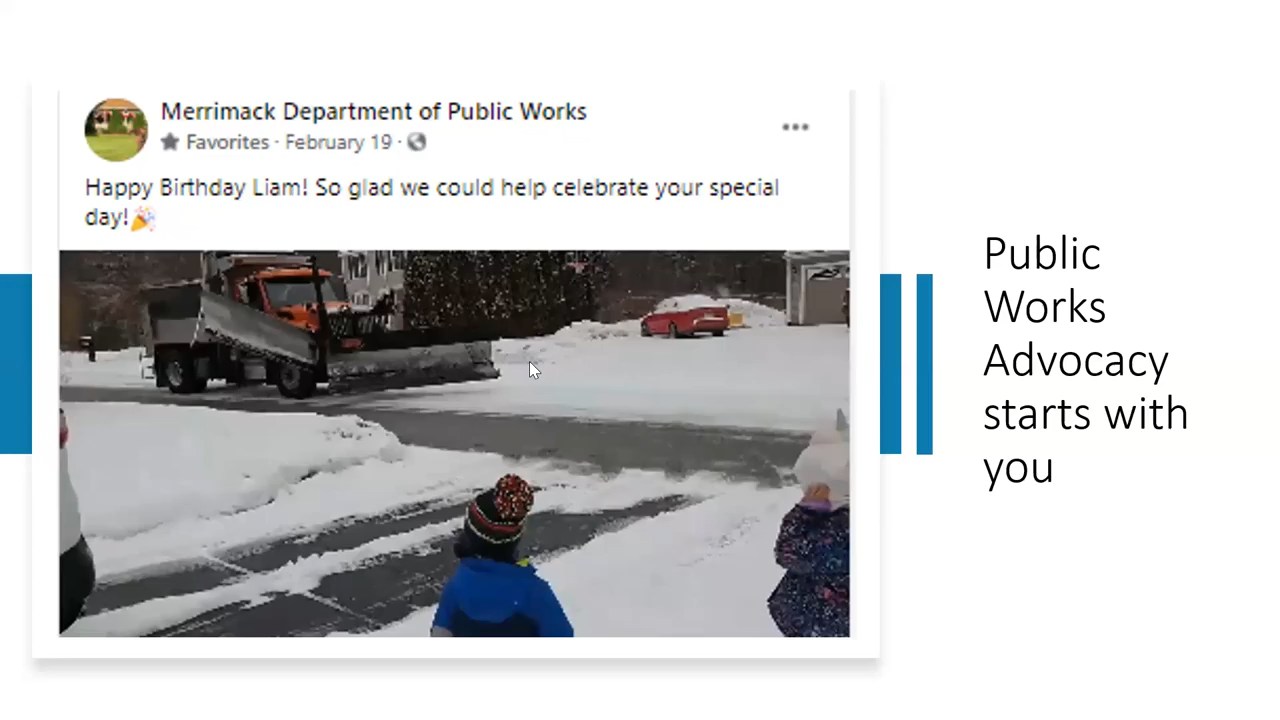 Merrimack Department of Public Works
Favorites · February 19 ·
Happy Birthday Liam! So glad we could help celebrate your special
day!🎉
Public
Works
Advocacy
starts with
you